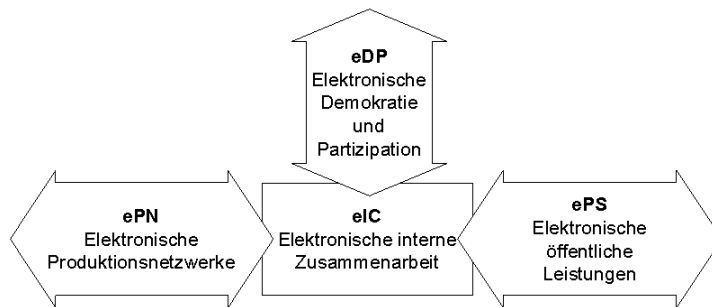 eDP
Elektronische
Demokratie
und
Partizipation
ePN
Elektronische
Produktionsnetzwerke
eIC
Elektronische interne
Zusammenarbeit
ePS
Elektronische
öffentliche
Leistungen